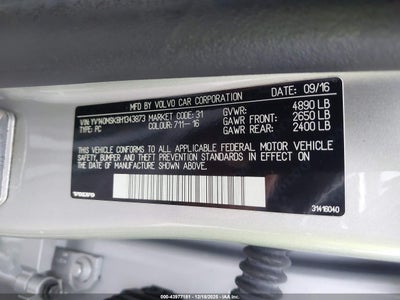 MFD. BY VOLVO CAR CORPORATION
DATE: 09/16
VIN: YV140MSK9H1343873 MARKET CODE: 31
TYPE: PC COLOUR: 711-16
GVWR: 4890 LB
GAWR FRONT: 2650 LB
GAWR REAR: 2400 LB
THIS VEHICLE CONFORMS TO ALL APPLICABLE FEDERAL MOTOR VEHICLE
SAFETY, BUMPER, AND THEFT PREVENTION STANDARDS IN EFFECT
ON THE DATE OF MANUFACTURE SHOWN ABOVE.
VOLVO
31416040
000-43977181 - 12/18/2025 - 000186